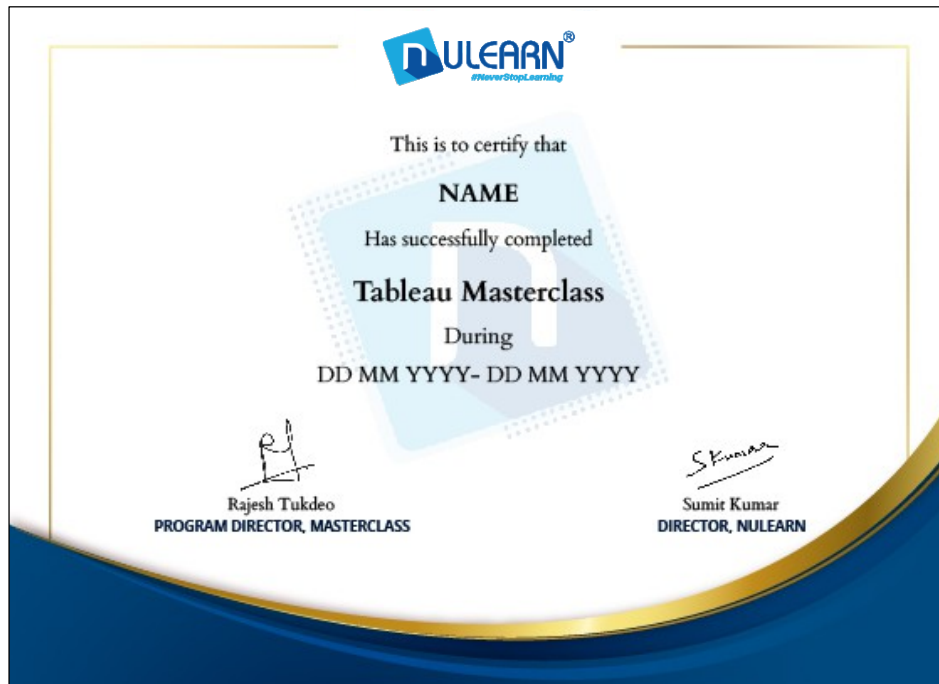 nULEARN®
#NeverStopLearning
This is to certify that
NAME
Has successfully completed
Tableau Masterclass
During
DD MM YYYY- DD MM YYYY
SKumar
Rajesh Tukdeo
PROGRAM DIRECTOR, MASTERCLASS
Sumit Kumar
DIRECTOR, NULEARN